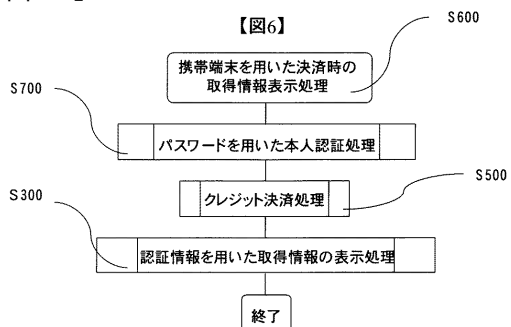 【図6】
S600
携帯端末を用いた決済時の
取得情報表示処理
S700
パスワードを用いた本人認証処理
S500
クレジット決済処理
S300
認証情報を用いた取得情報の表示処理
終了